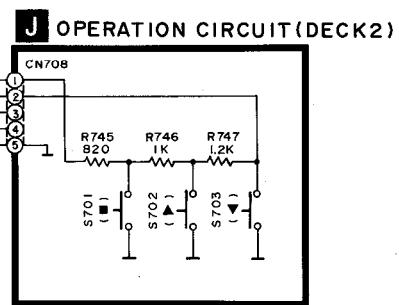 J OPERATION CIRCUIT(DECK2)
CN708
1
2
3
4
5
R745
820
R746
1K
R747
1.2K
S701
(■)
S702
(▲)
S703
(▼)